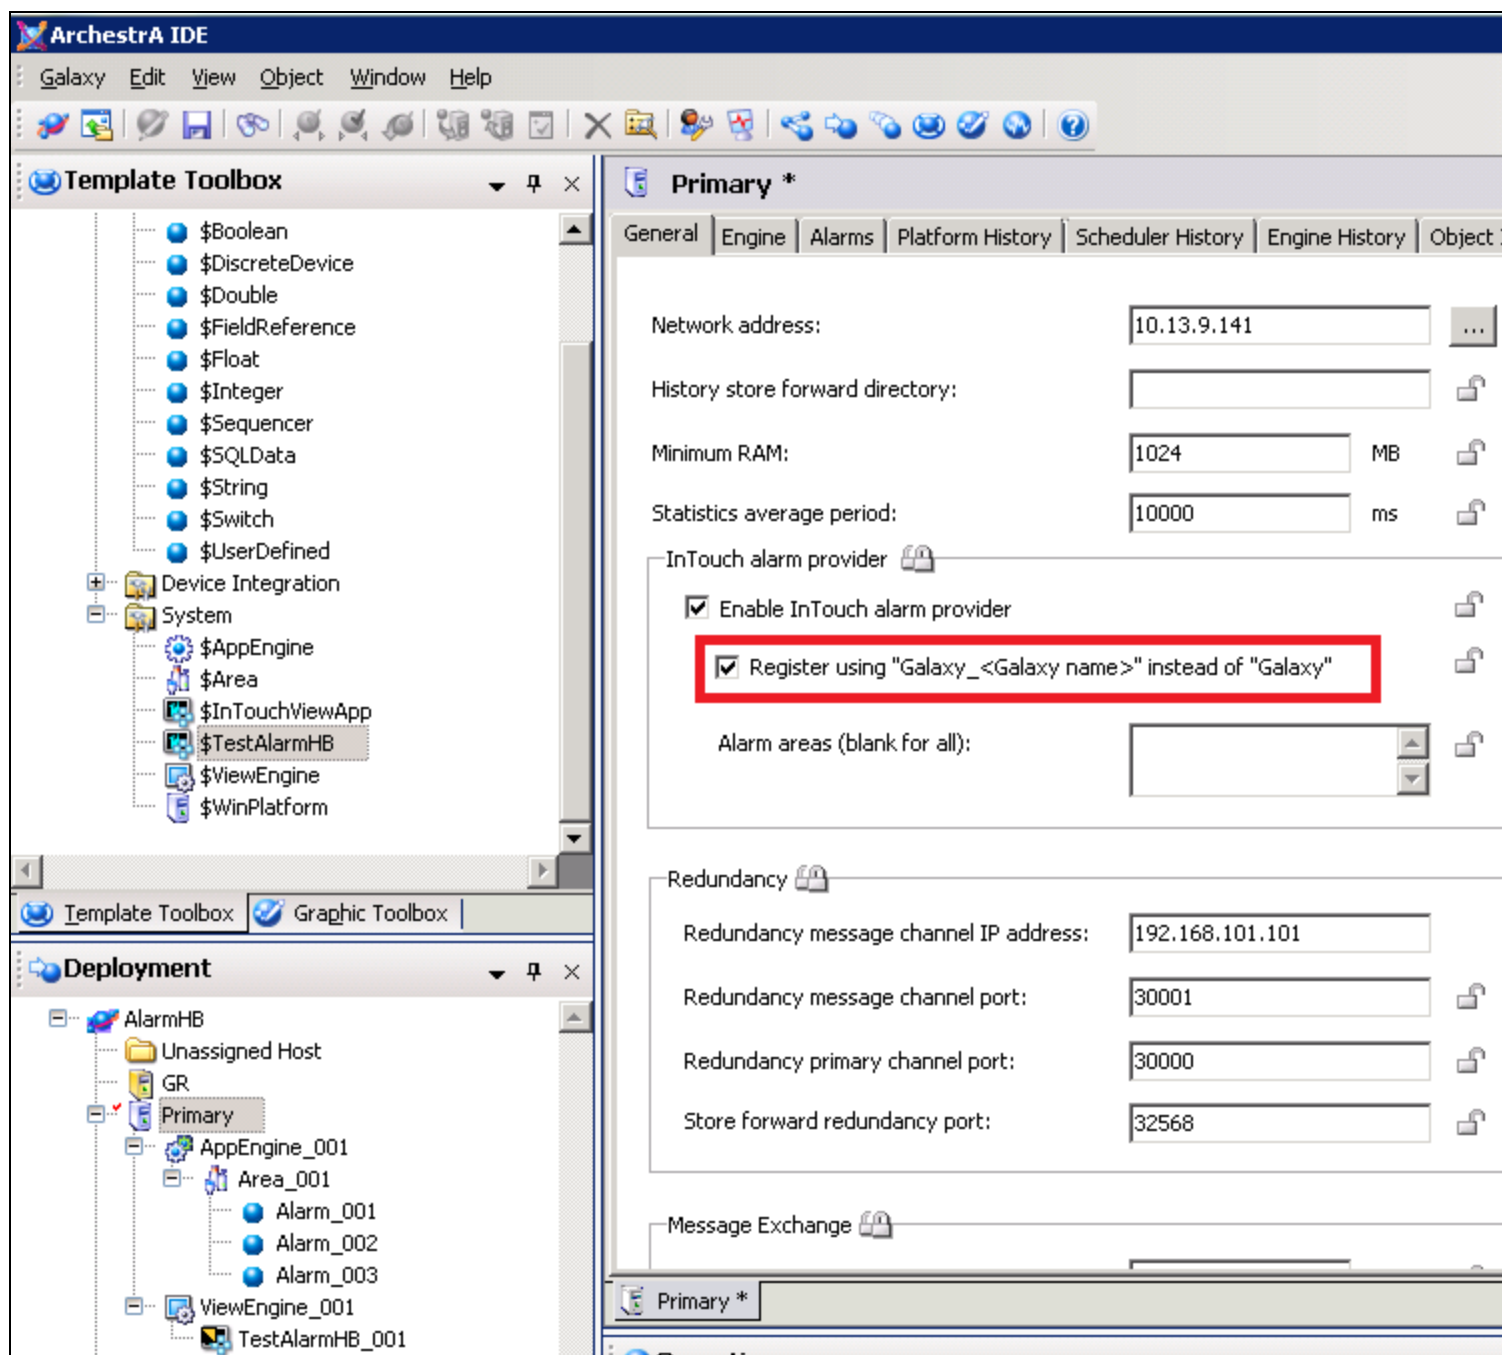 ArchestrA IDE
Galaxy Edit View Object Window Help
Template Toolbox
$Boolean
$DiscreteDevice
$Double
$FieldReference
$Float
$Integer
$Sequencer
$SQLData
$String
$Switch
$UserDefined
Device Integration
System
$AppEngine
$Area
$InTouchViewApp
$TestAlarmHB
$ViewEngine
$WinPlatform
Template Toolbox Graphic Toolbox
Deployment
AlarmHB
Unassigned Host
GR
Primary
AppEngine_001
Area_001
Alarm_001
Alarm_002
Alarm_003
ViewEngine_001
TestAlarmHB_001
Primary *
General Engine Alarms Platform History Scheduler History Engine History Object
Network address: 10.13.9.141 ...
History store forward directory:
Minimum RAM: 1024 MB
Statistics average period: 10000 ms
InTouch alarm provider
Enable InTouch alarm provider
Register using "Galaxy_<Galaxy name>" instead of "Galaxy"
Alarm areas (blank for all):
Redundancy
Redundancy message channel IP address: 192.168.101.101
Redundancy message channel port: 30001
Redundancy primary channel port: 30000
Store forward redundancy port: 32568
Message Exchange
Primary *